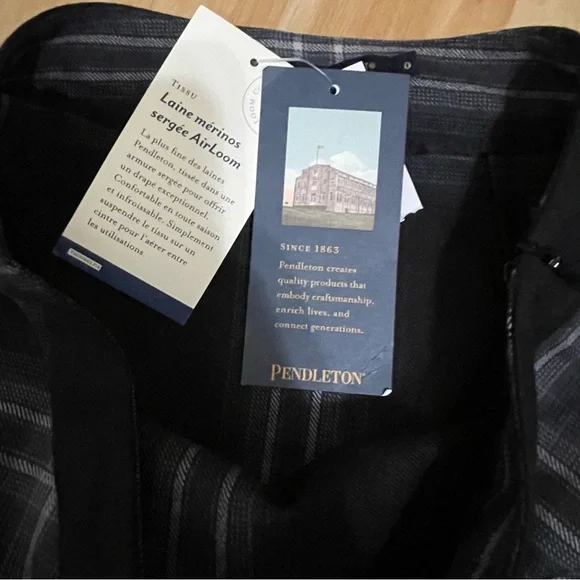 TISSU
Laine mérinos
sergée AirLoom
La plus fine des laines
Pendleton, tissée dans une
armure sergée pour offrir
un drapé exceptionnel.
Confortable en toute saison
et infroissable. Simplement
suspendre le tissu sur un
cintre pour l'aérer entre
les utilisations.
SINCE 1863
Pendleton creates
quality products that
embody craftsmanship,
enrich lives, and
connect generations.
PENDLETON